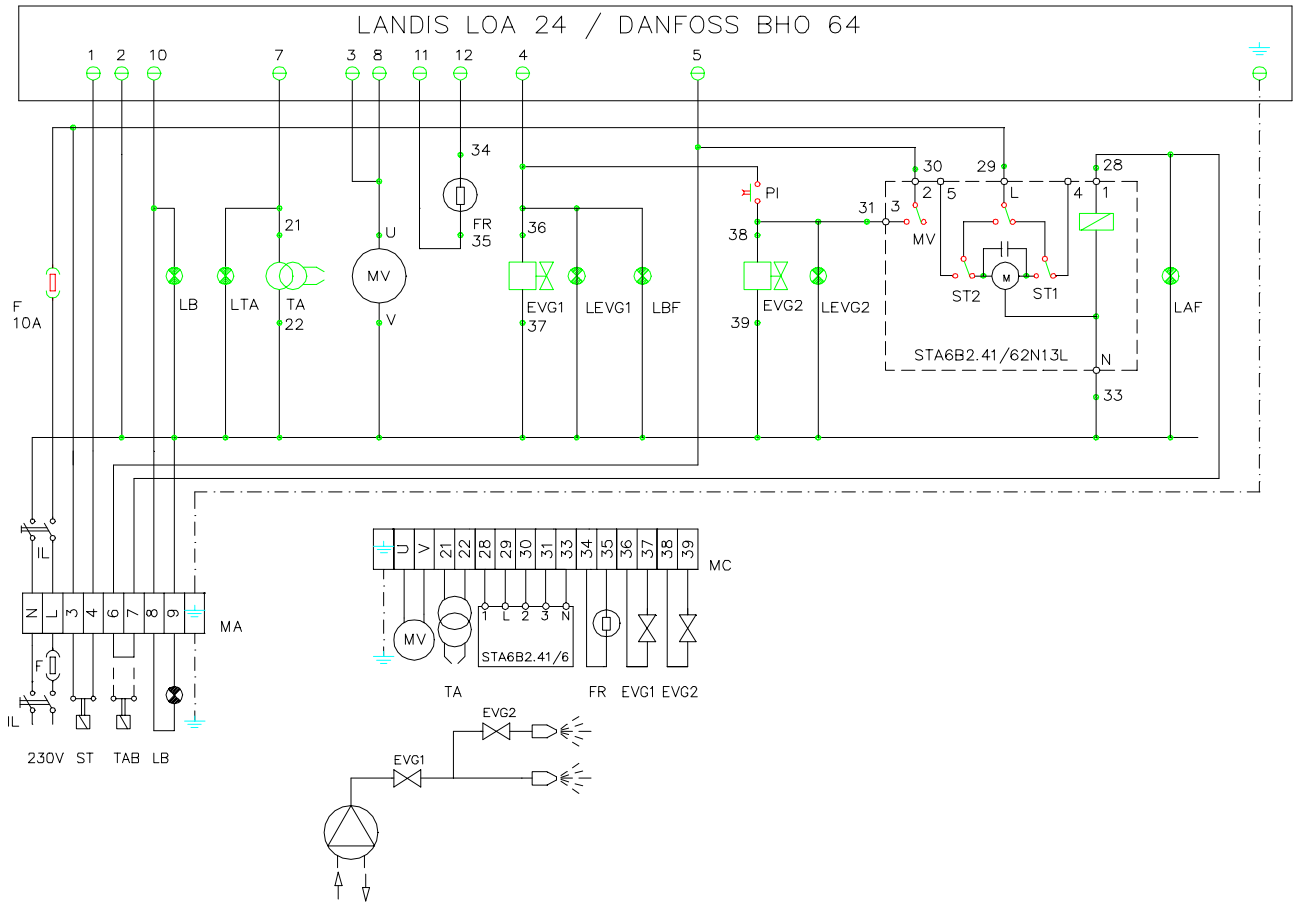 LANDIS LOA 24 / DANFOSS BHO 64
1 2 10 7 3 8 11 12 4 5
34
30 29 28
2 5 L 4 1
PI
31 3
MV
21 U FR 35 36 38
F 10A
LB LTA TA MV EVG1 LEVG1 LBF EVG2 LEVG2 ST2 M ST1 LAF
22 V 37 39
STA6B2.41/62N13L N
33
IL
N L 3 4 6 7 8 9 MA
F
IL
230V ST TAB LB
U V 21 22 28 29 30 31 33 34 35 36 37 38 39 MC
1 L 2 3 N
MV
STA6B2.41/6
TA FR EVG1 EVG2
EVG2
EVG1